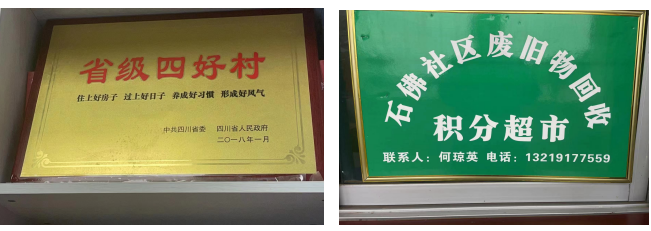 省级四好村
住上好房子 过上好日子 养成好习惯 形成好风气
中共四川省委 四川省人民政府
二〇一八年一月
石佛社区废旧物回收
积分超市
联系人：何琼英 电话：13219177559